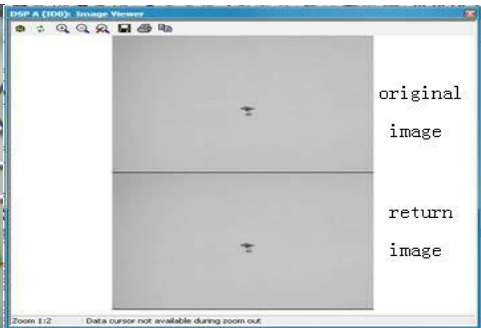 DSP A (ID0): Image Viewer
original
image
return
image
Zoom 1:2 Data cursor not available during zoom out